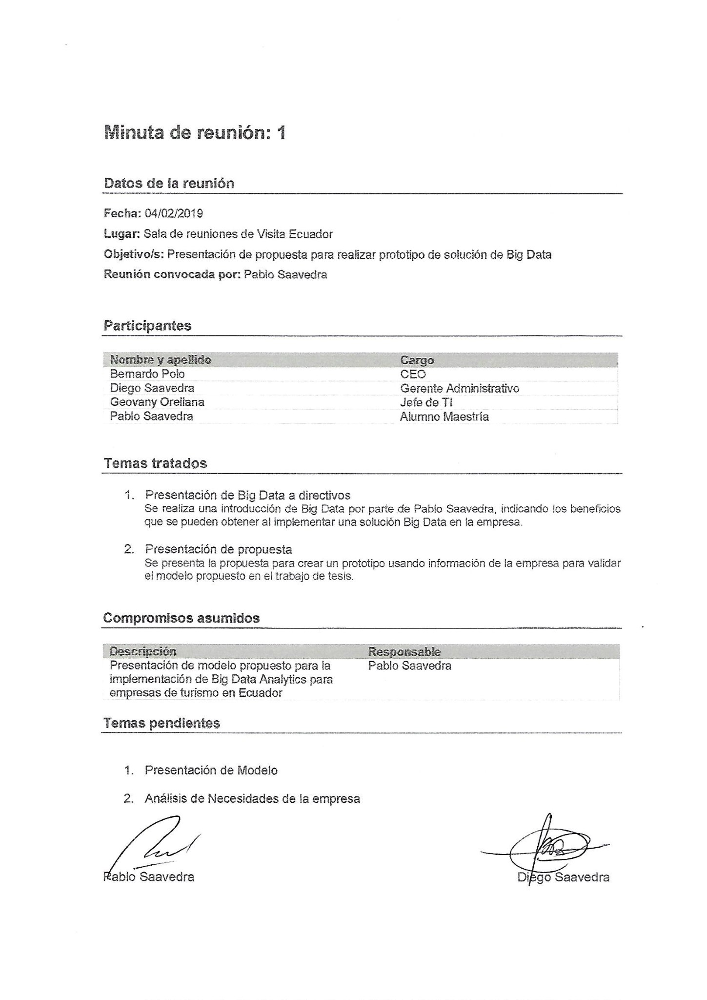 Minuta de reunión: 1
Datos de la reunión
Fecha: 04/02/2019
Lugar: Sala de reuniones de Visita Ecuador
Objetivo/s: Presentación de propuesta para realizar prototipo de solución de Big Data
Reunión convocada por: Pablo Saavedra
Participantes
Nombre y apellido Cargo
Bernardo Polo CEO
Diego Saavedra Gerente Administrativo
Geovany Orellana Jefe de TI
Pablo Saavedra Alumno Maestría
Temas tratados
1. Presentación de Big Data a directivos
Se realiza una introducción de Big Data por parte de Pablo Saavedra, indicando los beneficios
que se pueden obtener al implementar una solución Big Data en la empresa.
2. Presentación de propuesta
Se presenta la propuesta para crear un prototipo usando información de la empresa para validar
el modelo propuesto en el trabajo de tesis.
Compromisos asumidos
Descripción Responsable
Presentación de modelo propuesto para la Pablo Saavedra
implementación de Big Data Analytics para
empresas de turismo en Ecuador
Temas pendientes
1. Presentación de Modelo
2. Análisis de Necesidades de la empresa
Pablo Saavedra Diego Saavedra